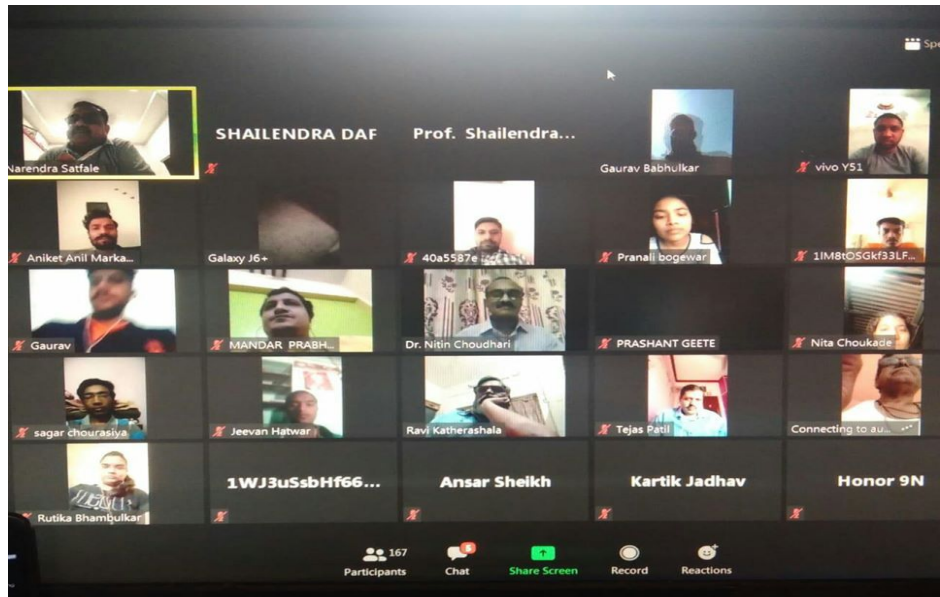 Spe
Narendra Satfale
SHAILENDRA DAF
Prof. Shailendra...
Gaurav Babhulkar
vivo Y51
Aniket Anil Marka...
Galaxy J6+
40a5587e
Pranali bogewar
1IM8tOSGkf33LF...
Gaurav
MANDAR PRABH...
Dr. Nitin Choudhari
PRASHANT GEETE
Nita Choukade
sagar chourasiya
Jeevan Hatwar
Ravi Katherashala
Tejas Patil
Connecting to au...
Rutika Bhambulkar
1WJ3uSsbHf66...
Ansar Sheikh
Kartik Jadhav
Honor 9N
167
5
Participants
Chat
Share Screen
Record
Reactions